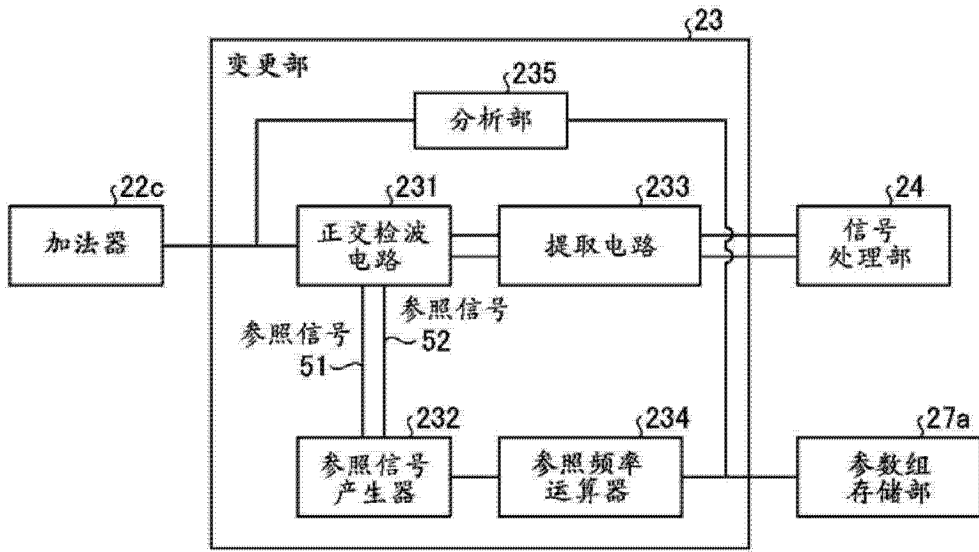 23
变更部
235
分析部
22c
加法器
231
正交检波
电路
233
提取电路
24
信号
处理部
参照信号
51
参照信号
52
232
参照信号
产生器
234
参照频率
运算器
27a
参数组
存储部